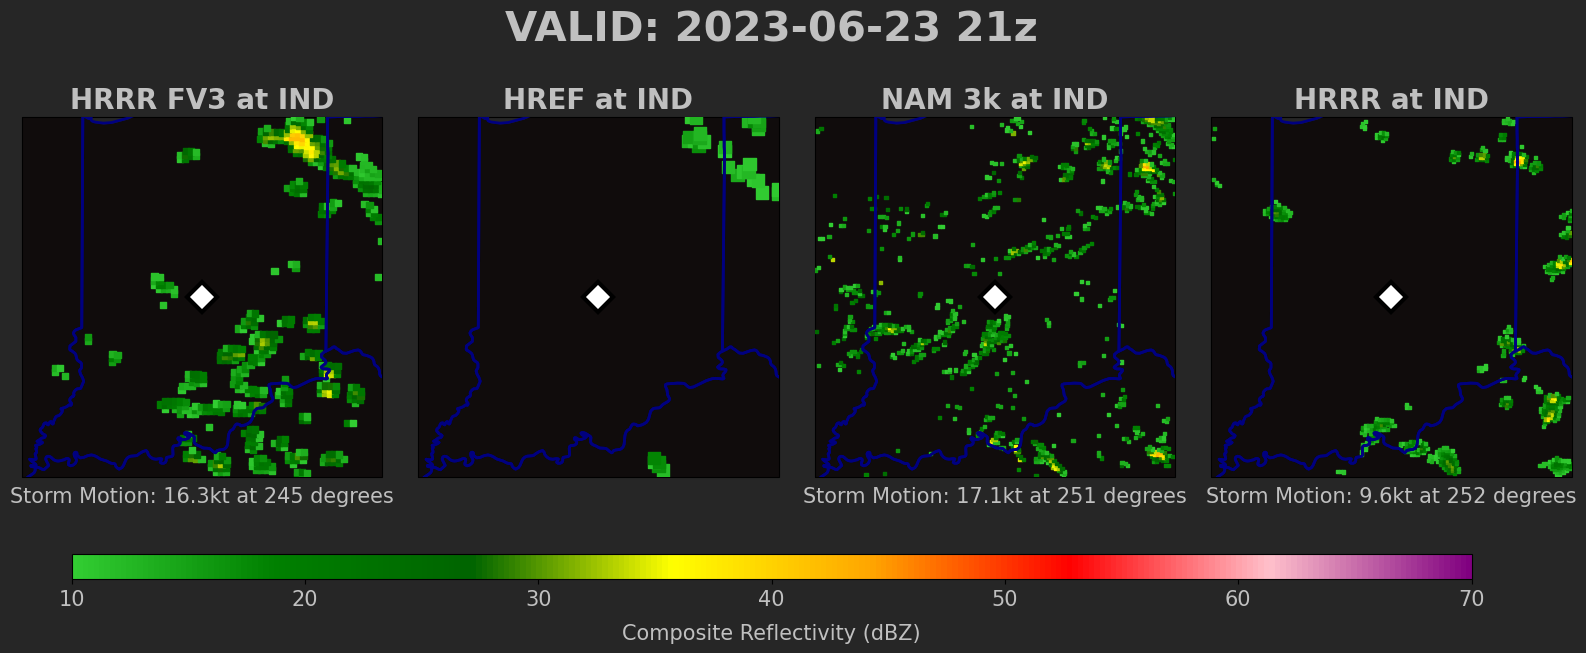 VALID: 2023-06-23 21z
HRRR FV3 at IND
HREF at IND
NAM 3k at IND
HRRR at IND
Storm Motion: 16.3kt at 245 degrees
Storm Motion: 17.1kt at 251 degrees
Storm Motion: 9.6kt at 252 degrees
10 20 30 40 50 60 70
Composite Reflectivity (dBZ)